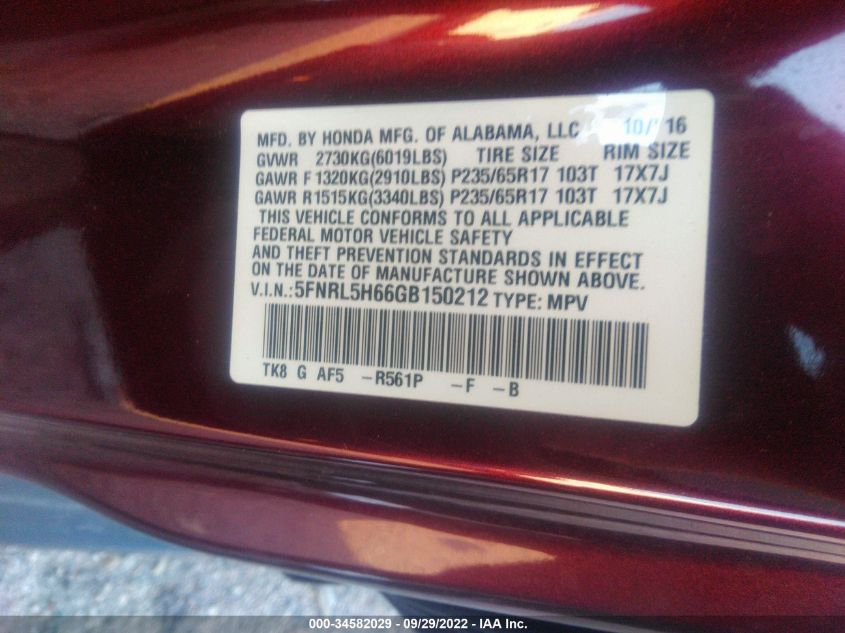 MFD. BY HONDA MFG. OF ALABAMA, LLC 10/ 16
GVWR 2730KG(6019LBS) TIRE SIZE RIM SIZE
GAWR F 1320KG(2910LBS) P235/65R17 103T 17X7J
GAWR R1515KG(3340LBS) P235/65R17 103T 17X7J
THIS VEHICLE CONFORMS TO ALL APPLICABLE
FEDERAL MOTOR VEHICLE SAFETY
AND THEFT PREVENTION STANDARDS IN EFFECT
ON THE DATE OF MANUFACTURE SHOWN ABOVE.
V.I.N.:5FNRL5H66GB150212 TYPE: MPV
TK8 G AF5 -R561P -F -B
000-34582029 - 09/29/2022 - IAA Inc.